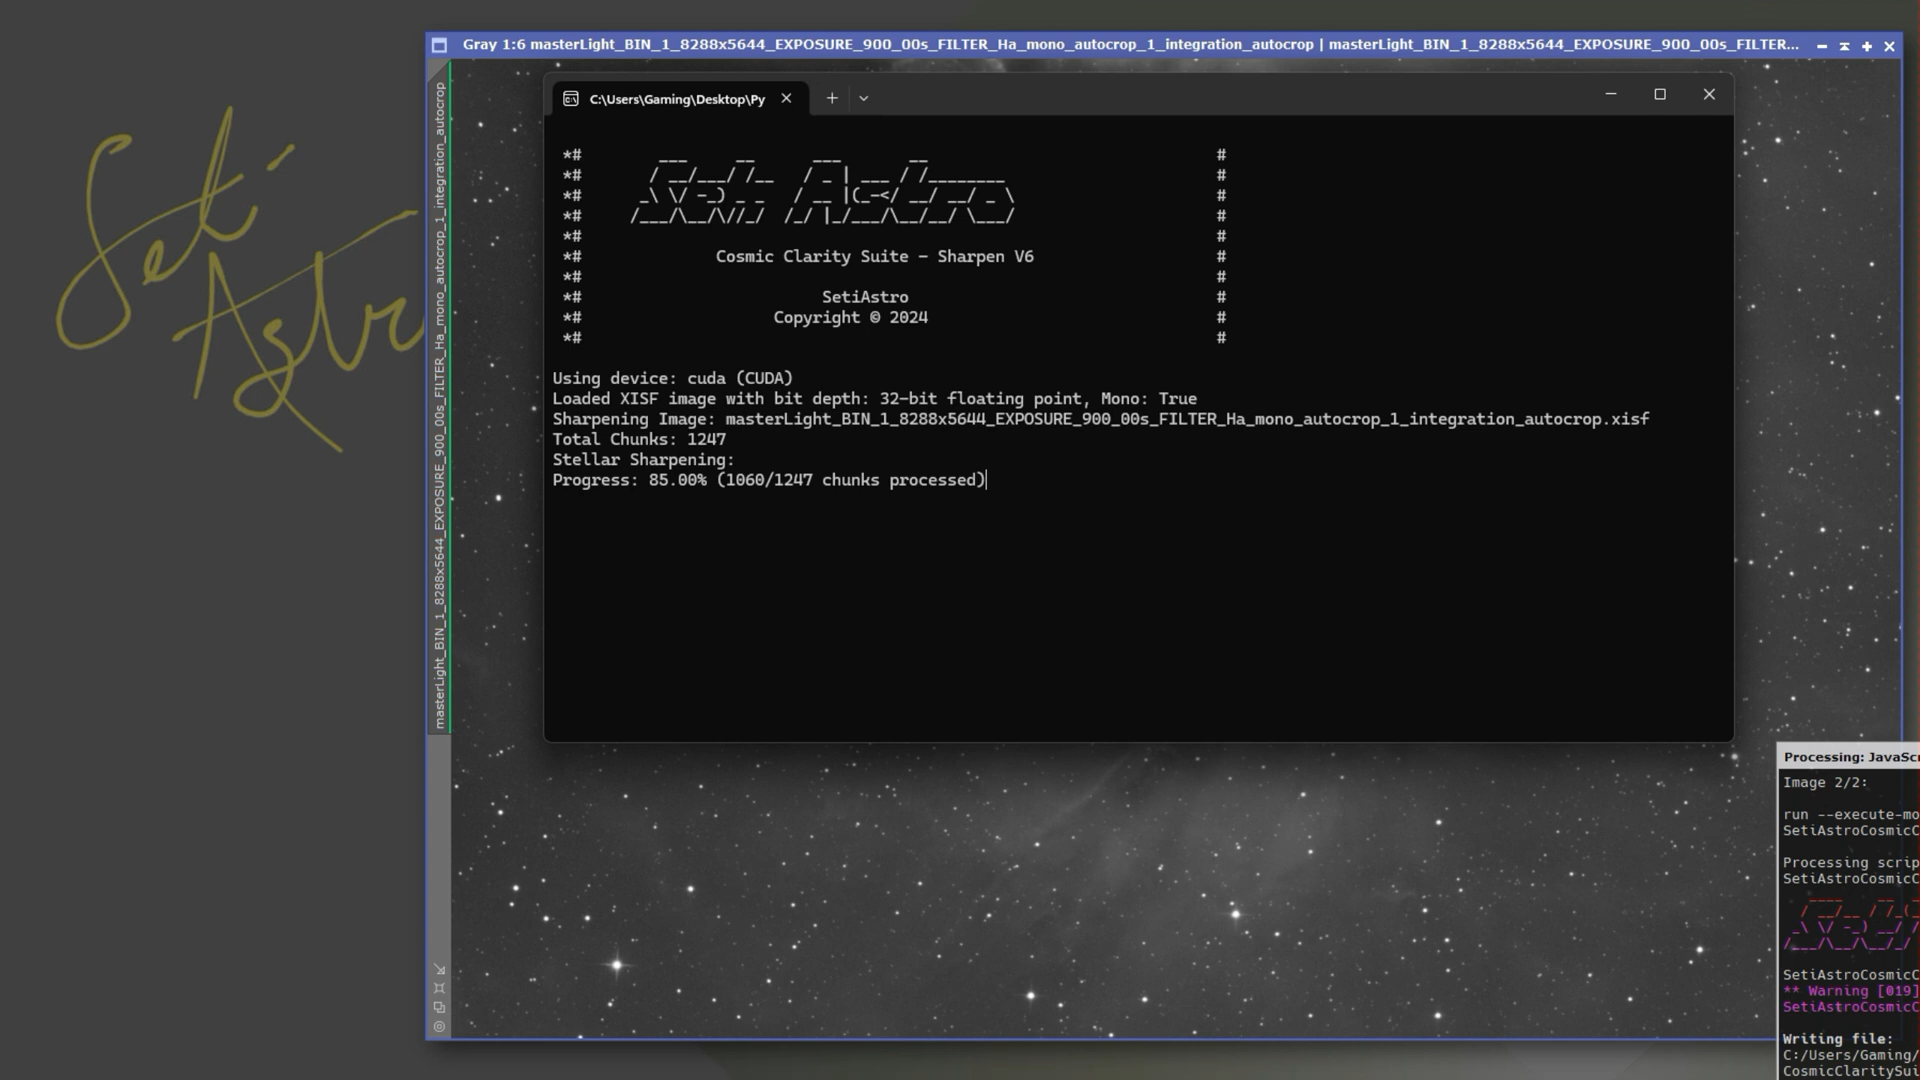 Seti
Astro
Gray 1:6 masterLight_BIN_1_8288x5644_EXPOSURE_900_00s_FILTER_Ha_mono_autocrop_1_integration_autocrop | masterLight_BIN_1_8288x5644_EXPOSURE_900_00s_FILTER...
masterLight_BIN_1_8288x5644_EXPOSURE_900_00s_FILTER_Ha_mono_autocrop_1_integration_autocrop
C:\Users\Gaming\Desktop\Py
Seti Astro
Cosmic Clarity Suite - Sharpen V6
SetiAstro
Copyright © 2024
Using device: cuda (CUDA)
Loaded XISF image with bit depth: 32-bit floating point, Mono: True
Sharpening Image: masterLight_BIN_1_8288x5644_EXPOSURE_900_00s_FILTER_Ha_mono_autocrop_1_integration_autocrop.xisf
Total Chunks: 1247
Stellar Sharpening:
Progress: 85.00% (1060/1247 chunks processed)
Processing: JavaScr
Image 2/2:
run --execute-mo
SetiAstroCosmicC
Processing scrip
SetiAstroCosmicC
SetiAstroCosmicC
** Warning [019]
SetiAstroCosmicC
Writing file:
C:/Users/Gaming/
CosmicClaritySui